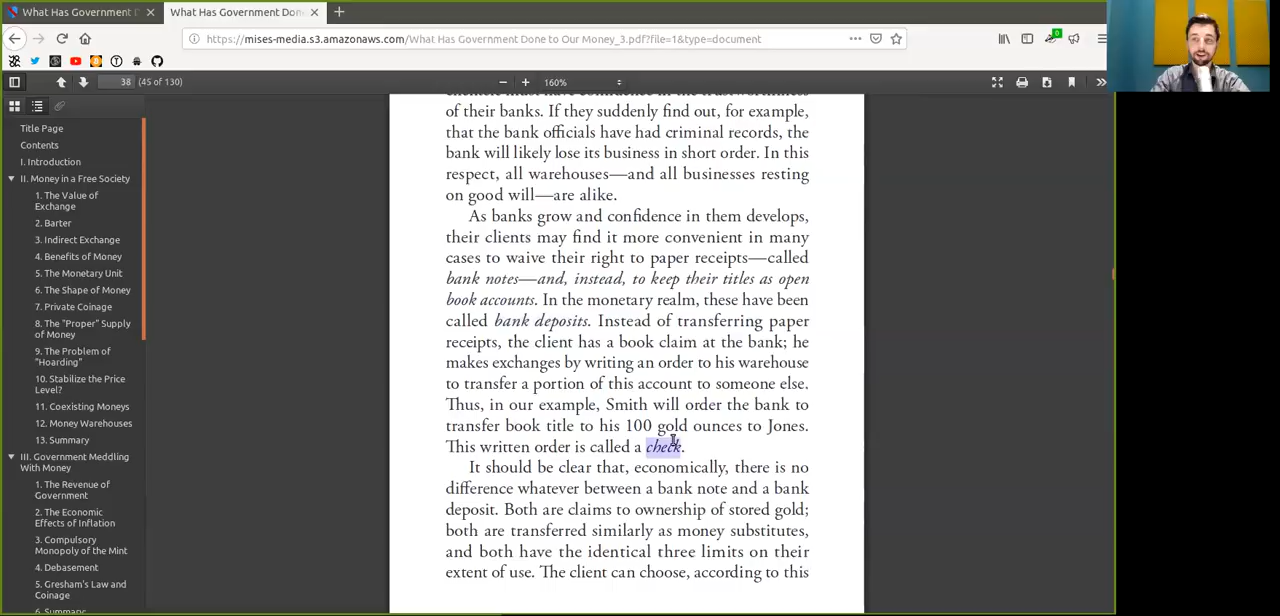 What Has Government I
What Has Government Don
https://mises-media.s3.amazonaws.com/What Has Government Done to Our Money_3.pdf?file=1&type=document
0
38
(45 of 130)
160%
Title Page
Contents
I. Introduction
II. Money in a Free Society
1. The Value of
Exchange
2. Barter
3. Indirect Exchange
4. Benefits of Money
5. The Monetary Unit
6. The Shape of Money
7. Private Coinage
8. The "Proper" Supply
of Money
9. The Problem of
"Hoarding"
10. Stabilize the Price
Level?
11. Coexisting Moneys
12. Money Warehouses
13. Summary
III. Government Meddling
With Money
1. The Revenue of
Government
2. The Economic
Effects of Inflation
3. Compulsory
Monopoly of the Mint
4. Debasement
5. Gresham's Law and
Coinage
of their banks. If they suddenly find out, for example,
that the bank officials have had criminal records, the
bank will likely lose its business in short order. In this
respect, all warehouses—and all businesses resting
on good will—are alike.
As banks grow and confidence in them develops,
their clients may find it more convenient in many
cases to waive their right to paper receipts—called
bank notes—and, instead, to keep their titles as open
book accounts. In the monetary realm, these have been
called bank deposits. Instead of transferring paper
receipts, the client has a book claim at the bank; he
makes exchanges by writing an order to his warehouse
to transfer a portion of this account to someone else.
Thus, in our example, Smith will order the bank to
transfer book title to his 100 gold ounces to Jones.
This written order is called a check.
It should be clear that, economically, there is no
difference whatever between a bank note and a bank
deposit. Both are claims to ownership of stored gold;
both are transferred similarly as money substitutes,
and both have the identical three limits on their
extent of use. The client can choose, according to this